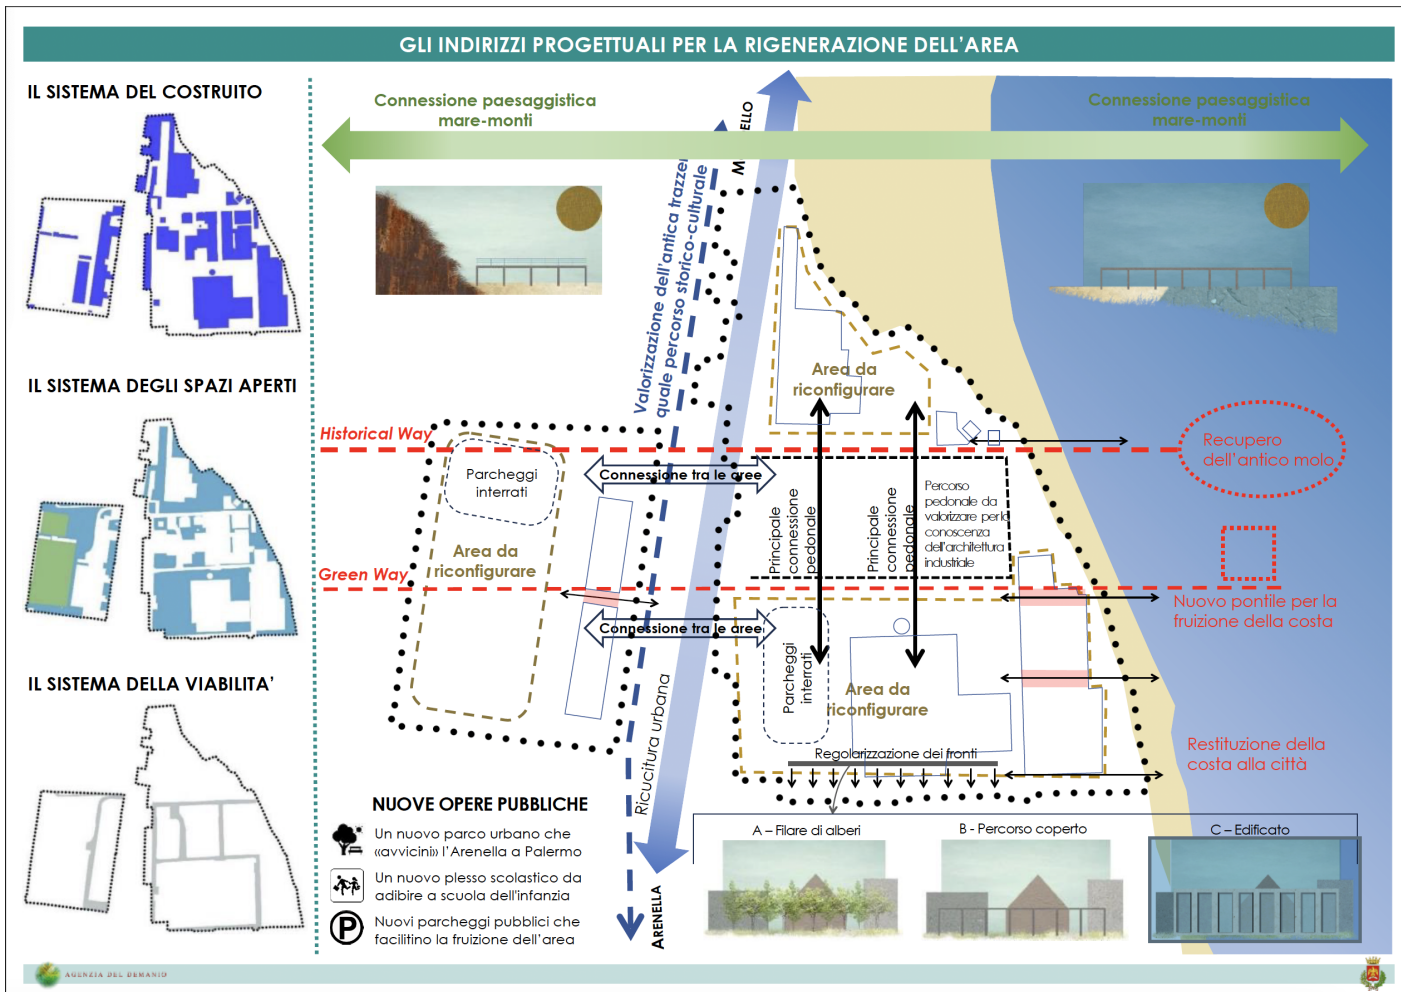 GLI INDIRIZZI PROGETTUALI PER LA RIGENERAZIONE DELL'AREA
IL SISTEMA DEL COSTRUITO
IL SISTEMA DEGLI SPAZI APERTI
IL SISTEMA DELLA VIABILITA'
Connessione paesaggistica
mare-monti
Connessione paesaggistica
mare-monti
Valorizzazione dell'antica trazzer
quale percorso storico-culturale
ELLO
Area da
riconfigurare
Historical Way
Parcheggi
interrati
Connessione tra le aree
Principale
connessione
pedonale
Principale
connessione
pedonale
Percorso
pedonale da
valorizzare per la
conoscenza
dell'architettura
industriale
Recupero
dell'antico molo
Area da
riconfigurare
Green Way
Connessione tra le aree
Nuovo pontile per la
fruizione della costa
Parcheggi
interrati
Area da
riconfigurare
Ricucitura urbana
Regolarizzazione dei fronti
Restituzione della
costa alla città
ARENELLA
NUOVE OPERE PUBBLICHE
Un nuovo parco urbano che
«avvicini» l'Arenella a Palermo
Un nuovo plesso scolastico da
adibire a scuola dell'infanzia
P
Nuovi parcheggi pubblici che
facilitino la fruizione dell'area
A – Filare di alberi
B - Percorso coperto
C – Edificato
AGENZIA DEL DEMANIO